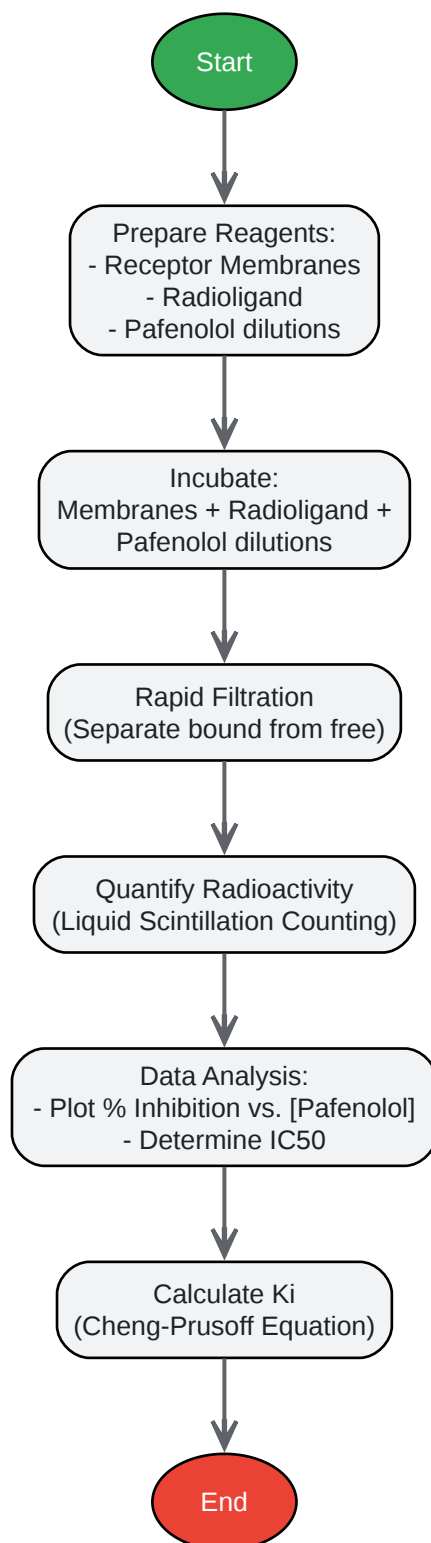 Start
Prepare Reagents:
- Receptor Membranes
- Radioligand
- Pafenolol dilutions
Incubate:
Membranes + Radioligand +
Pafenolol dilutions
Rapid Filtration
(Separate bound from free)
Quantify Radioactivity
(Liquid Scintillation Counting)
Data Analysis:
- Plot % Inhibition vs. [Pafenolol]
- Determine IC50
Calculate Ki
(Cheng-Prusoff Equation)
End